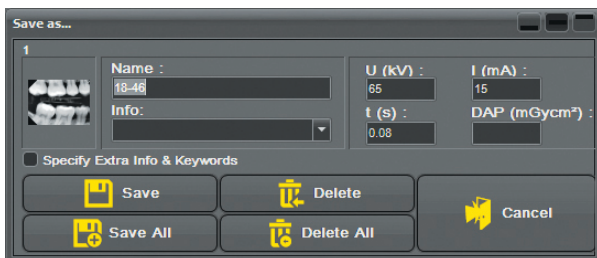 Save as...
1
Name :
18-46
Info:
U (kV) :
65
I (mA) :
15
t (s) :
0.08
DAP (mGycm²) :
Specify Extra Info & Keywords
Save
Delete
Cancel
Save All
Delete All